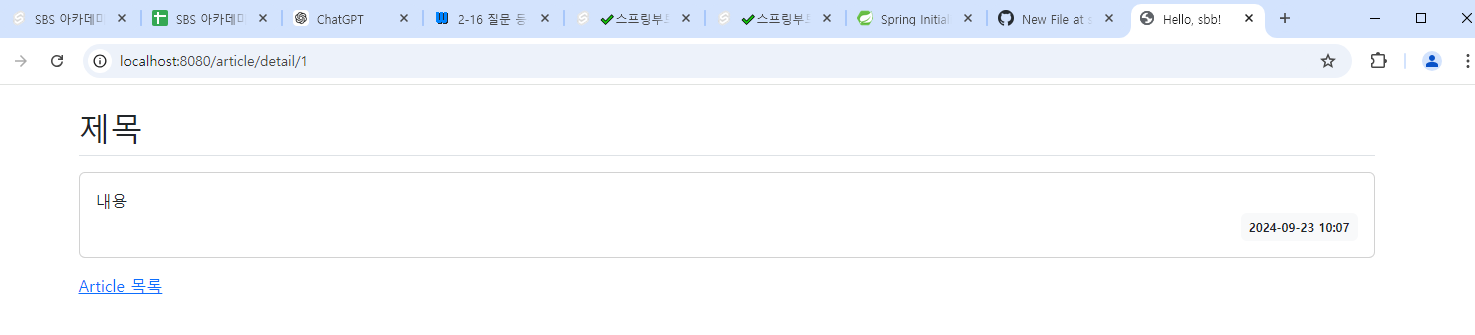 SBS 아카데미
SBS 아카데미
ChatGPT
2-16 질문 등
✔스프링부트
✔스프링부트
Spring Initial
New File at s
Hello, sbb!
localhost:8080/article/detail/1
제목
내용
2024-09-23 10:07
Article 목록